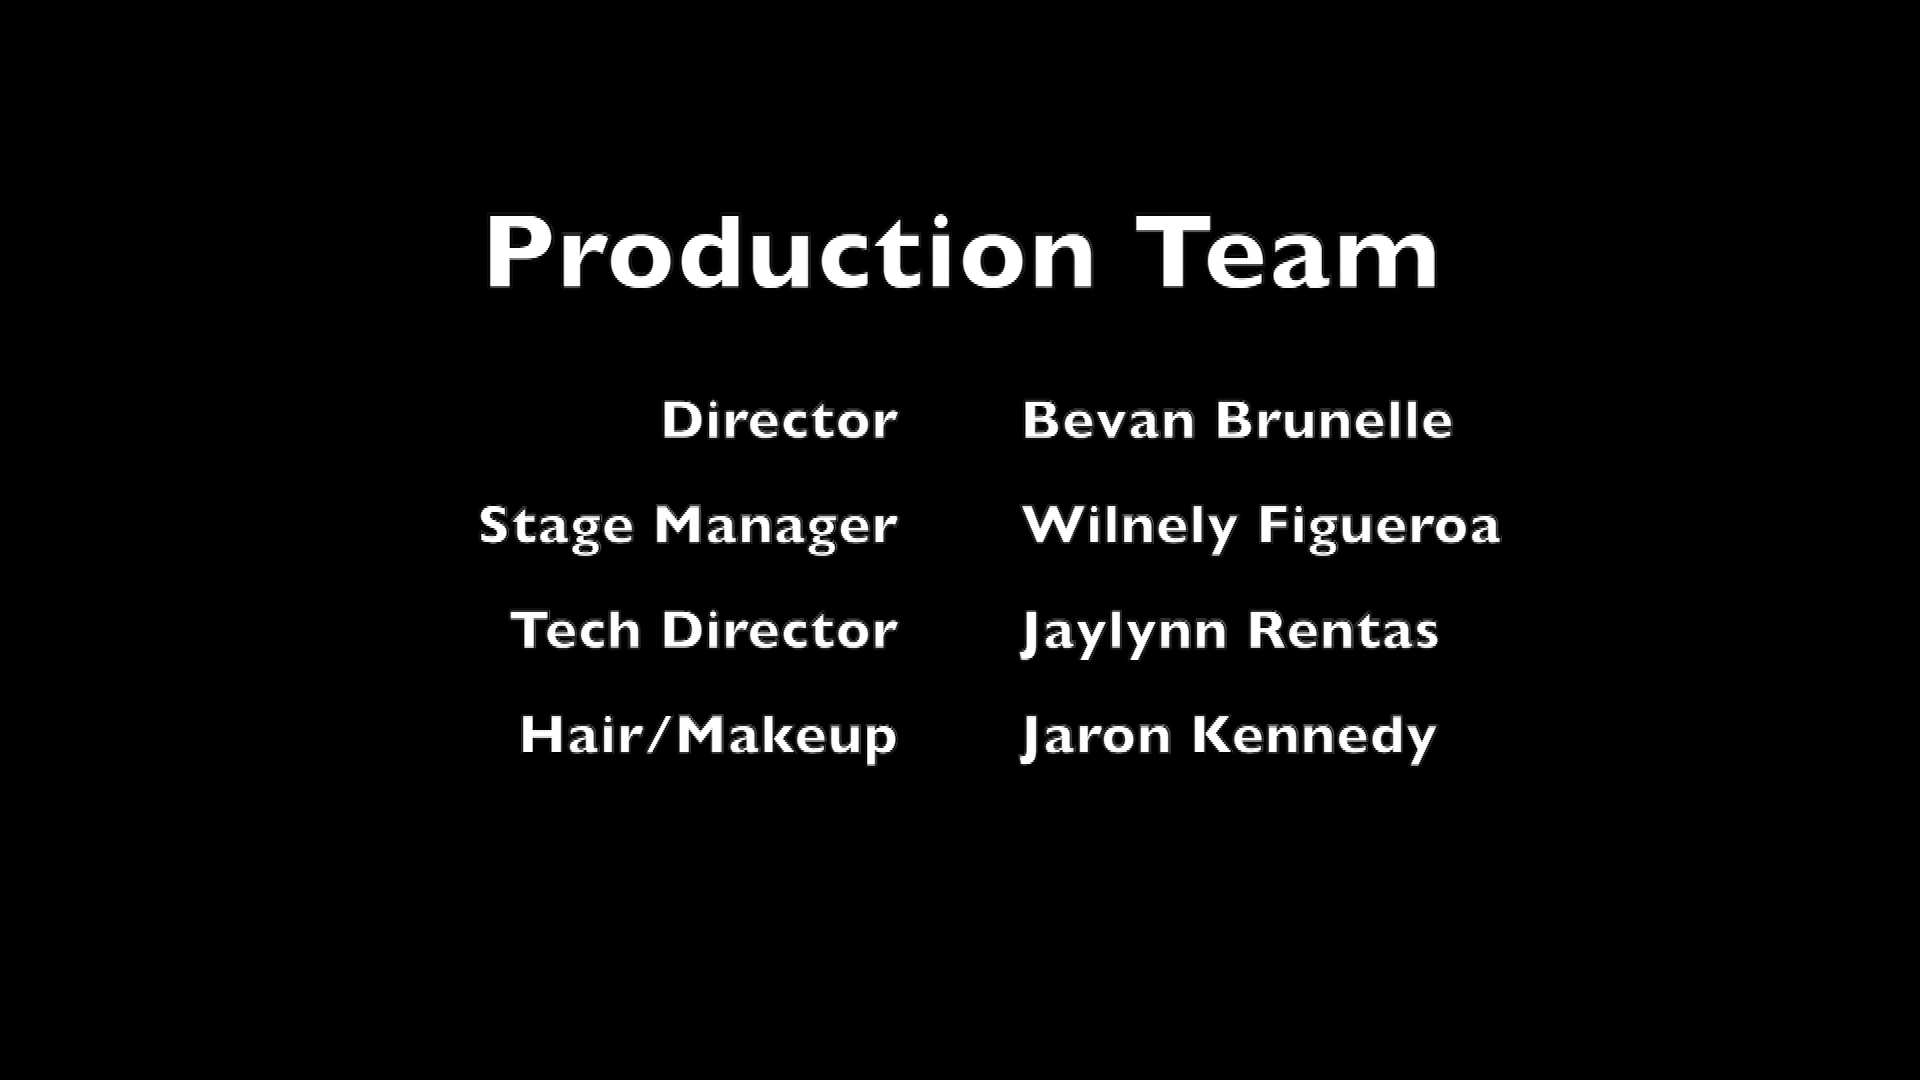 Production Team
Director Bevan Brunelle
Stage Manager Wilnely Figueroa
Tech Director Jaylynn Rentas
Hair/Makeup Jaron Kennedy